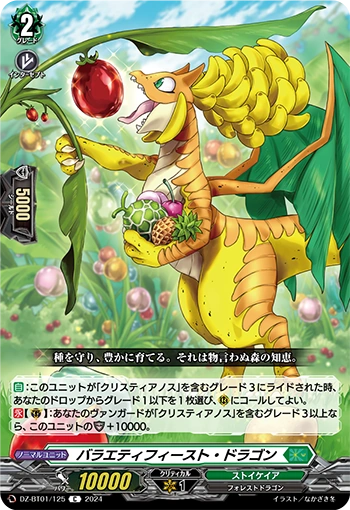 2
グレード
インターセプト
5000
シールド
種を守り、豊かに育てる。それは物言わぬ森の知恵。
自:このユニットが「クリスティアノス」を含むグレード3にライドされた時、
あなたのドロップからグレード1以下を1枚選び、Ⓡにコールしてよい。
永【Ⓡ】:あなたのヴァンガードが「クリスティアノス」を含むグレード3以上な
ら、このユニットの+10000。
ノーマルユニット
バラエティフィースト・ドラゴン
パワー
10000
クリティカル
1
ストイケイア
フォレストドラゴン
DZ-BT01/125 C 2024
イラスト/なかざき冬